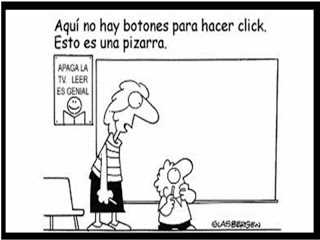 Aquí no hay botones para hacer click.
Esto es una pizarra.
APAGA LA
TV. LEER
ES GENIAL
GLASBERGEN